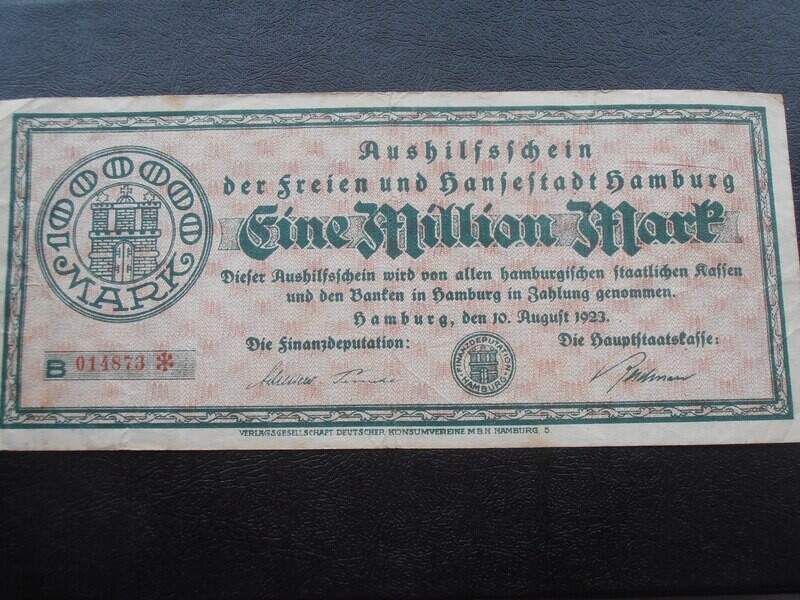 Aushilfsschein
der Freien und Hansestadt Hamburg
Eine Million Mark
1000000
MARK
Dieser Aushilfsschein wird von allen hamburgischen staatlichen Kassen
und den Banken in Hamburg in Zahlung genommen.
Hamburg, den 10. August 1923.
Die Finanzdeputation:
Die Hauptstaatskasse:
B 014873 *
FINANZDEPUTATION
HAMBURG
VERLAGSGESELLSCHAFT DEUTSCHER KONSUMVEREINE M.B.H. HAMBURG 5